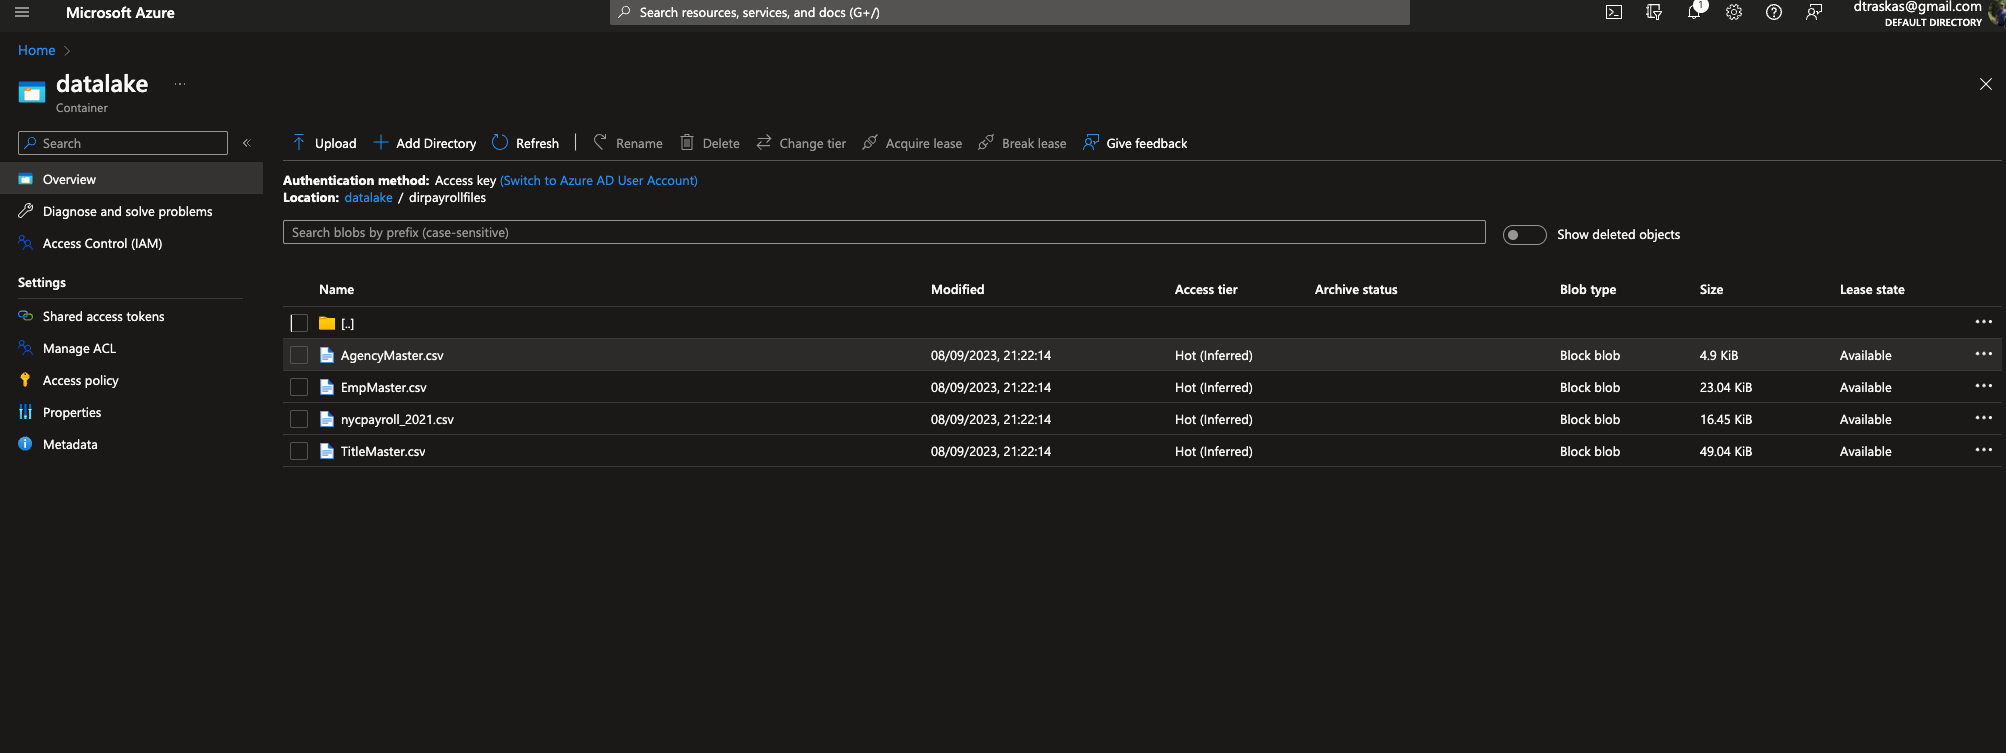 Microsoft Azure
Search resources, services, and docs (G+/)
1
dtraskas@gmail.com
DEFAULT DIRECTORY
Home
datalake ...
Container
Search
«
Upload
Add Directory
Refresh
Rename
Delete
Change tier
Acquire lease
Break lease
Give feedback
Overview
Diagnose and solve problems
Access Control (IAM)
Settings
Shared access tokens
Manage ACL
Access policy
Properties
Metadata
Authentication method: Access key (Switch to Azure AD User Account)
Location: datalake / dirpayrollfiles
Search blobs by prefix (case-sensitive)
Show deleted objects
Name Modified Access tier Archive status Blob type Size Lease state
[..]
AgencyMaster.csv 08/09/2023, 21:22:14 Hot (Inferred) Block blob 4.9 KiB Available
EmpMaster.csv 08/09/2023, 21:22:14 Hot (Inferred) Block blob 23.04 KiB Available
nycpayroll_2021.csv 08/09/2023, 21:22:14 Hot (Inferred) Block blob 16.45 KiB Available
TitleMaster.csv 08/09/2023, 21:22:14 Hot (Inferred) Block blob 49.04 KiB Available